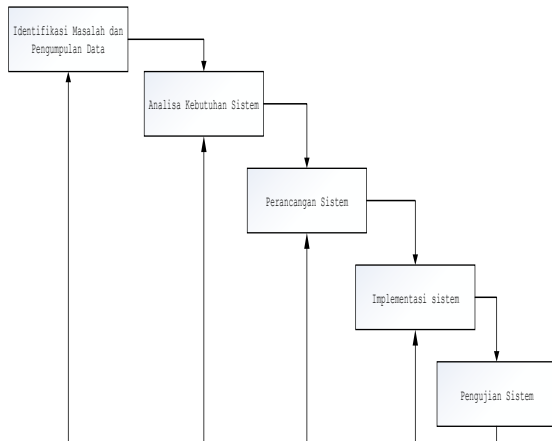 Identifikasi Masalah dan
Pengumpulan Data
Analisa Kebutuhan Sistem
Perancangan Sistem
Implementasi sistem
Pengujian Sistem